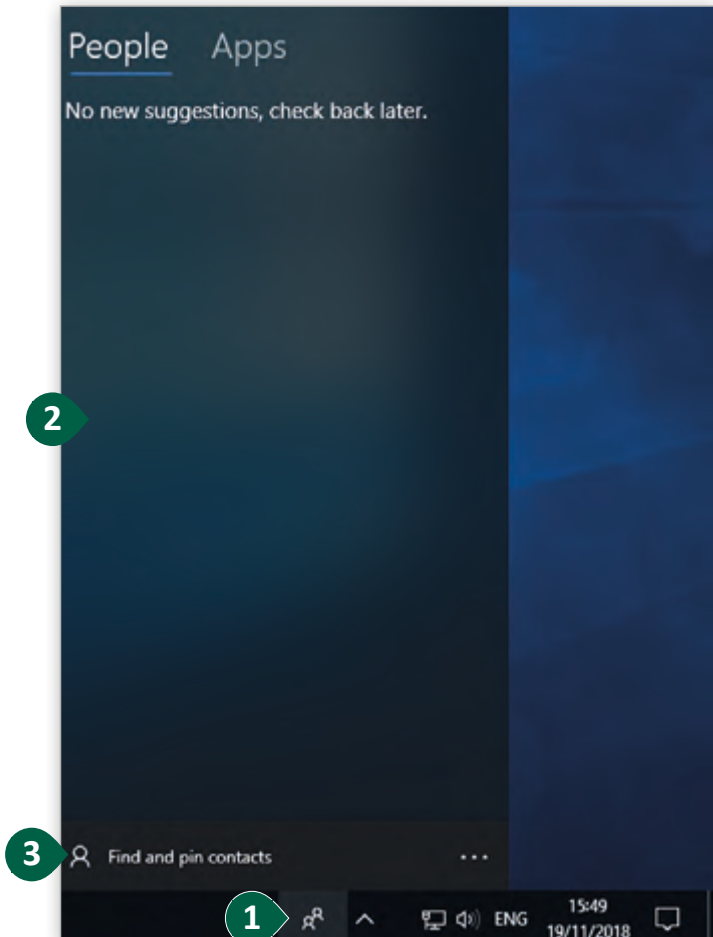 People Apps
No new suggestions, check back later.
2
3 Find and pin contacts ...
1 ENG 15:49
19/11/2018